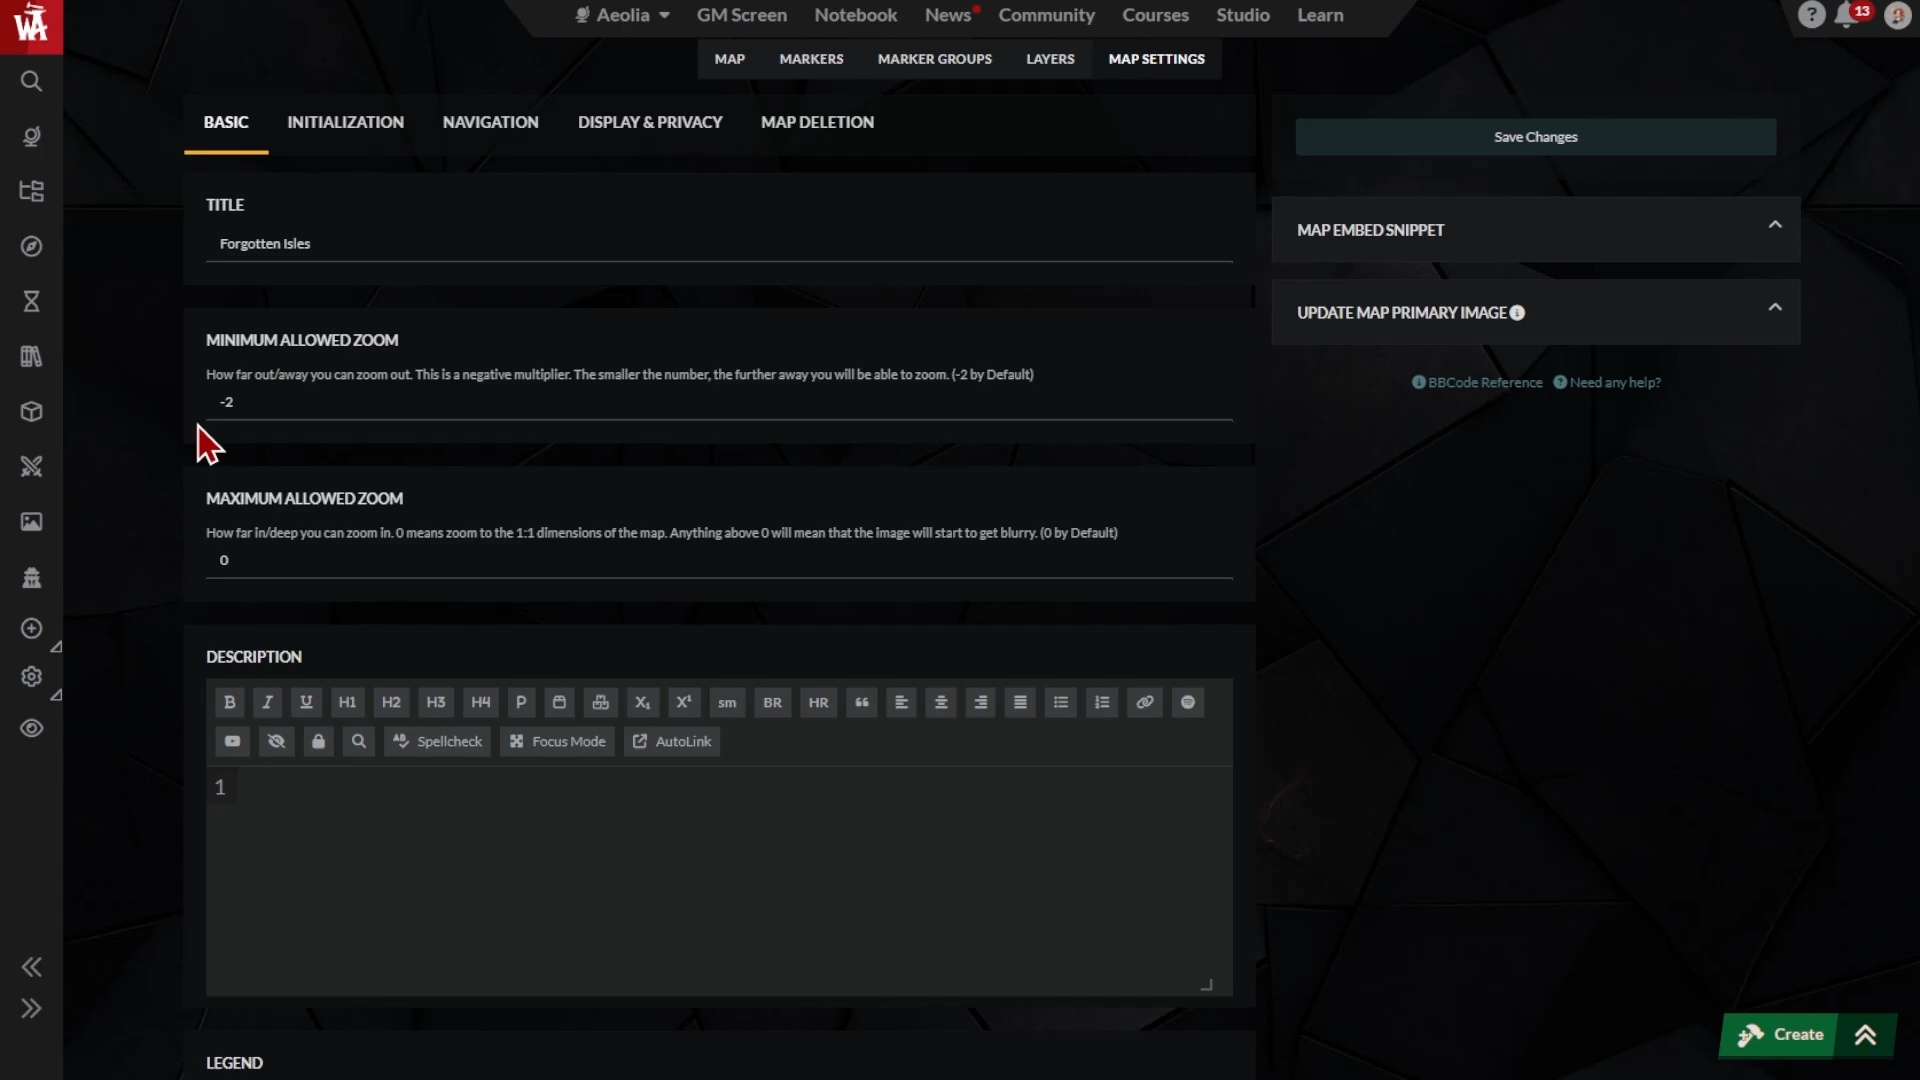 WA
Aeolia GM Screen Notebook News Community Courses Studio Learn
? 13
MAP MARKERS MARKER GROUPS LAYERS MAP SETTINGS
BASIC INITIALIZATION NAVIGATION DISPLAY & PRIVACY MAP DELETION
Save Changes
TITLE
Forgotten Isles
MAP EMBED SNIPPET
UPDATE MAP PRIMARY IMAGE
MINIMUM ALLOWED ZOOM
How far out/away you can zoom out. This is a negative multiplier. The smaller the number, the further away you will be able to zoom. (-2 by Default)
-2
BBCode Reference Need any help?
MAXIMUM ALLOWED ZOOM
How far in/deep you can zoom in. 0 means zoom to the 1:1 dimensions of the map. Anything above 0 will mean that the image will start to get blurry. (0 by Default)
0
DESCRIPTION
B I U H1 H2 H3 H4 P X₁ X¹ sm BR HR
Spellcheck Focus Mode AutoLink
1
LEGEND
Create